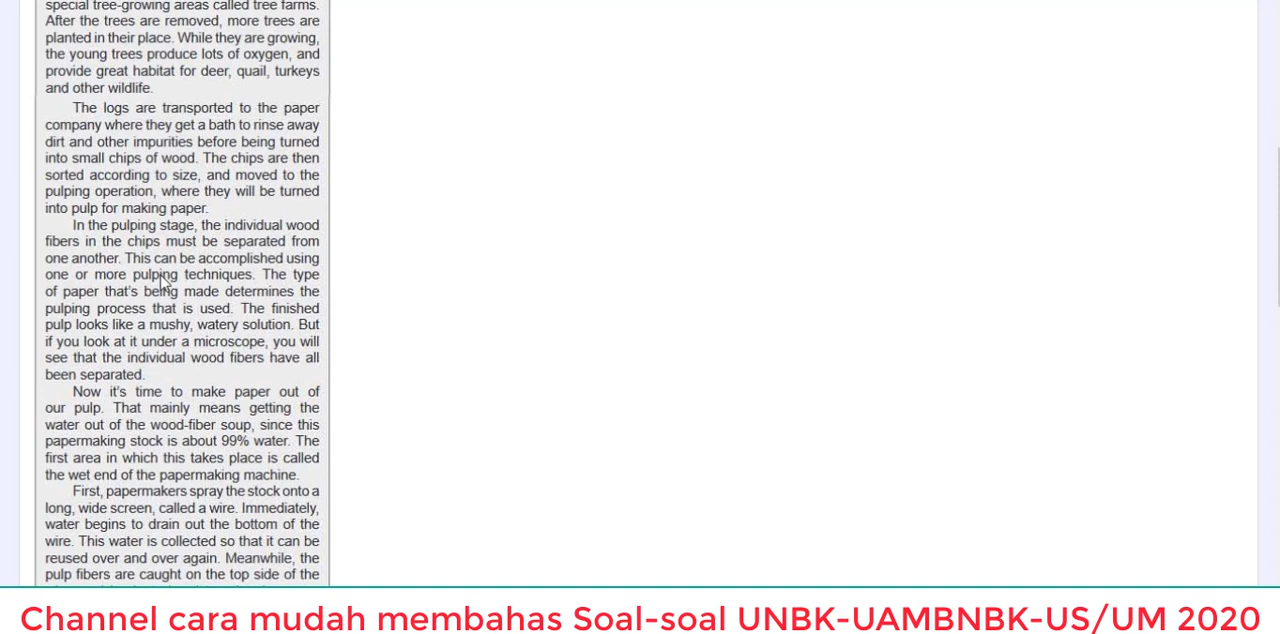 special tree-growing areas called tree farms.
After the trees are removed, more trees are
planted in their place. While they are growing,
the young trees produce lots of oxygen, and
provide great habitat for deer, quail, turkeys
and other wildlife.
The logs are transported to the paper
company where they get a bath to rinse away
dirt and other impurities before being turned
into small chips of wood. The chips are then
sorted according to size, and moved to the
pulping operation, where they will be turned
into pulp for making paper.
In the pulping stage, the individual wood
fibers in the chips must be separated from
one another. This can be accomplished using
one or more pulping techniques. The type
of paper that's being made determines the
pulping process that is used. The finished
pulp looks like a mushy, watery solution. But
if you look at it under a microscope, you will
see that the individual wood fibers have all
been separated.
Now it's time to make paper out of
our pulp. That mainly means getting the
water out of the wood-fiber soup, since this
papermaking stock is about 99% water. The
first area in which this takes place is called
the wet end of the papermaking machine.
First, papermakers spray the stock onto a
long, wide screen, called a wire. Immediately,
water begins to drain out the bottom of the
wire. This water is collected so that it can be
reused over and over again. Meanwhile, the
pulp fibers are caught on the top side of the
Channel cara mudah membahas Soal-soal UNBK-UAMBNBK-US/UM 2020